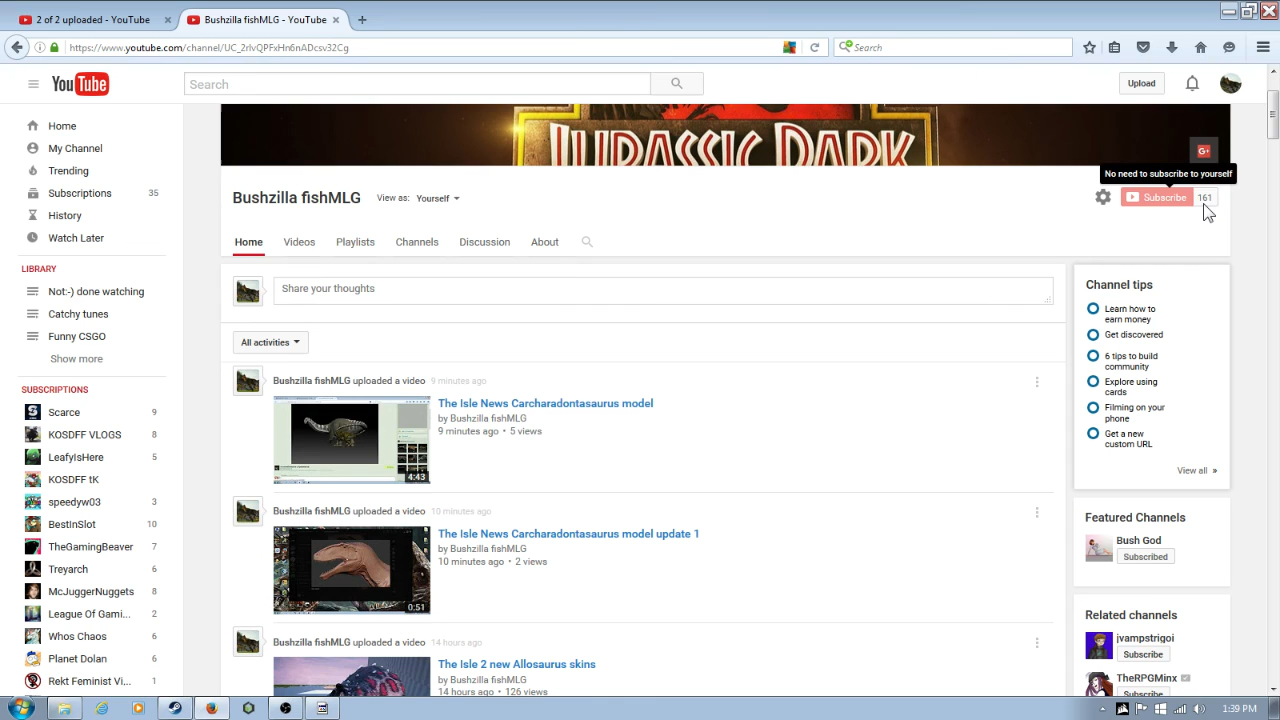 2 of 2 uploaded - YouTube
Bushzilla fishMLG - YouTube
https://www.youtube.com/channel/UC_2rlvQPFxHn6nADcsv32Cg
Search
YouTube
Search
Upload
Home
My Channel
Trending
Subscriptions 35
History
Watch Later
LIBRARY
Not:-) done watching
Catchy tunes
Funny CSGO
Show more
SUBSCRIPTIONS
Scarce
KOSDFF VLOGS 8
LeafyIsHere 5
KOSDFF tK
speedyw03 3
BestInSlot 10
TheGamingBeaver 7
Treyarch 6
McJuggerNuggets 8
League Of Gami... 2
Whos Chaos 6
Planet Dolan 6
Rekt Feminist Vi... 1
JURASSIC PARK
G+
No need to subscribe to yourself
Bushzilla fishMLG
View as: Yourself
Subscribe 161
Home Videos Playlists Channels Discussion About
Share your thoughts
All activities
Bushzilla fishMLG uploaded a video 9 minutes ago
The Isle News Carcharadontasaurus model
by Bushzilla fishMLG
9 minutes ago • 5 views
4:43
Bushzilla fishMLG uploaded a video 10 minutes ago
The Isle News Carcharadontasaurus model update 1
by Bushzilla fishMLG
10 minutes ago • 2 views
0:51
Bushzilla fishMLG uploaded a video 14 hours ago
The Isle 2 new Allosaurus skins
by Bushzilla fishMLG
14 hours ago • 126 views
Channel tips
Learn how to
earn money
Get discovered
6 tips to build
community
Explore using
cards
Filming on your
phone
Get a new
custom URL
View all »
Featured Channels
Bush God
Subscribed
Related channels
jvampstrigoi
Subscribe
TheRPGMinx
Subscribe
1:39 PM